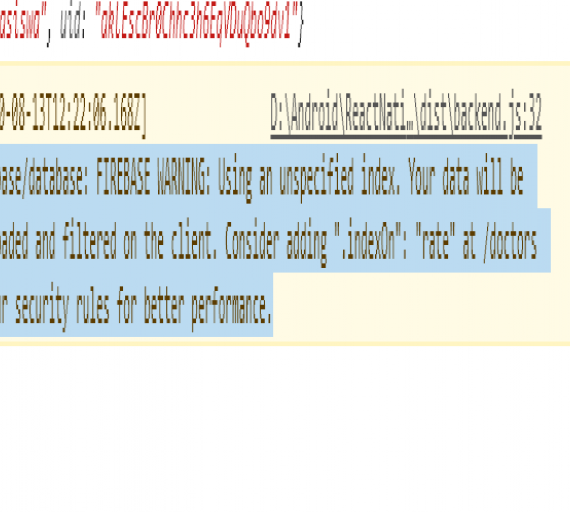 asiswa", uid: "aklEscBr0Chhc3h6EqVDuQbo9dv1"}
0-08-13T12:22:06.168Z] D:\Android\ReactNati…\dist\backend.js:32
ase/database: FIREBASE WARNING: Using an unspecified index. Your data will be
aded and filtered on the client. Consider adding ".indexOn": "rate" at /doctors
r security rules for better performance.